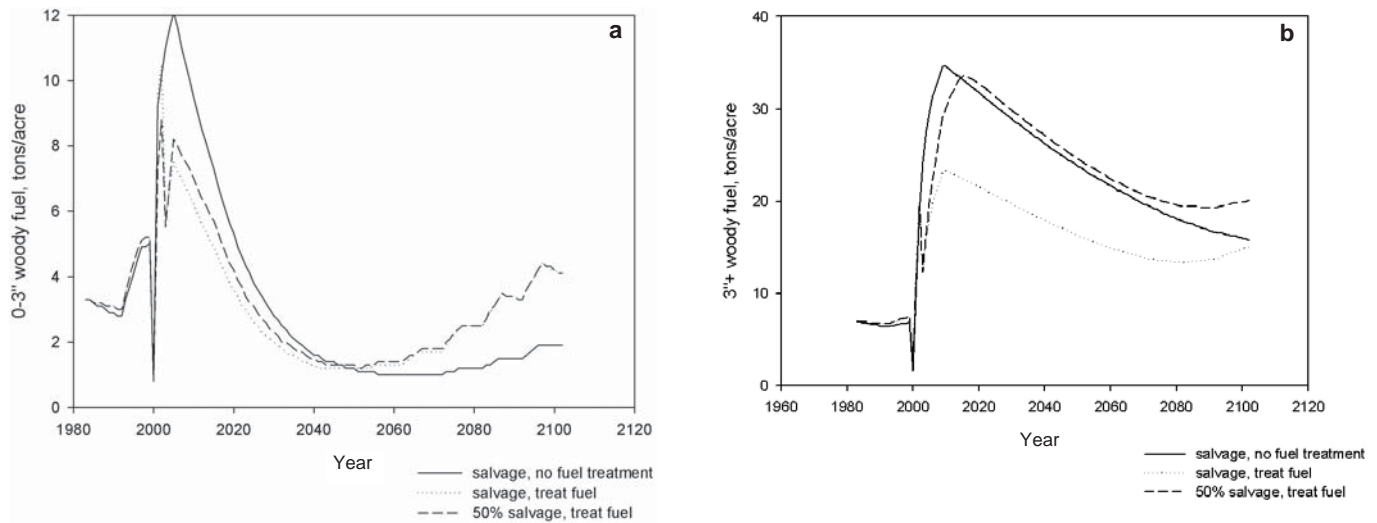 a
12
10
8
6
4
2
0
0-3" woody fuel, tons/acre
1980 2000 2020 2040 2060 2080 2100 2120
Year
salvage, no fuel treatment
salvage, treat fuel
50% salvage, treat fuel
b
40
30
20
10
0
3"+ woody fuel, tons/acre
1960 1980 2000 2020 2040 2060 2080 2100 2120
Year
salvage, no fuel treatment
salvage, treat fuel
50% salvage, treat fuel